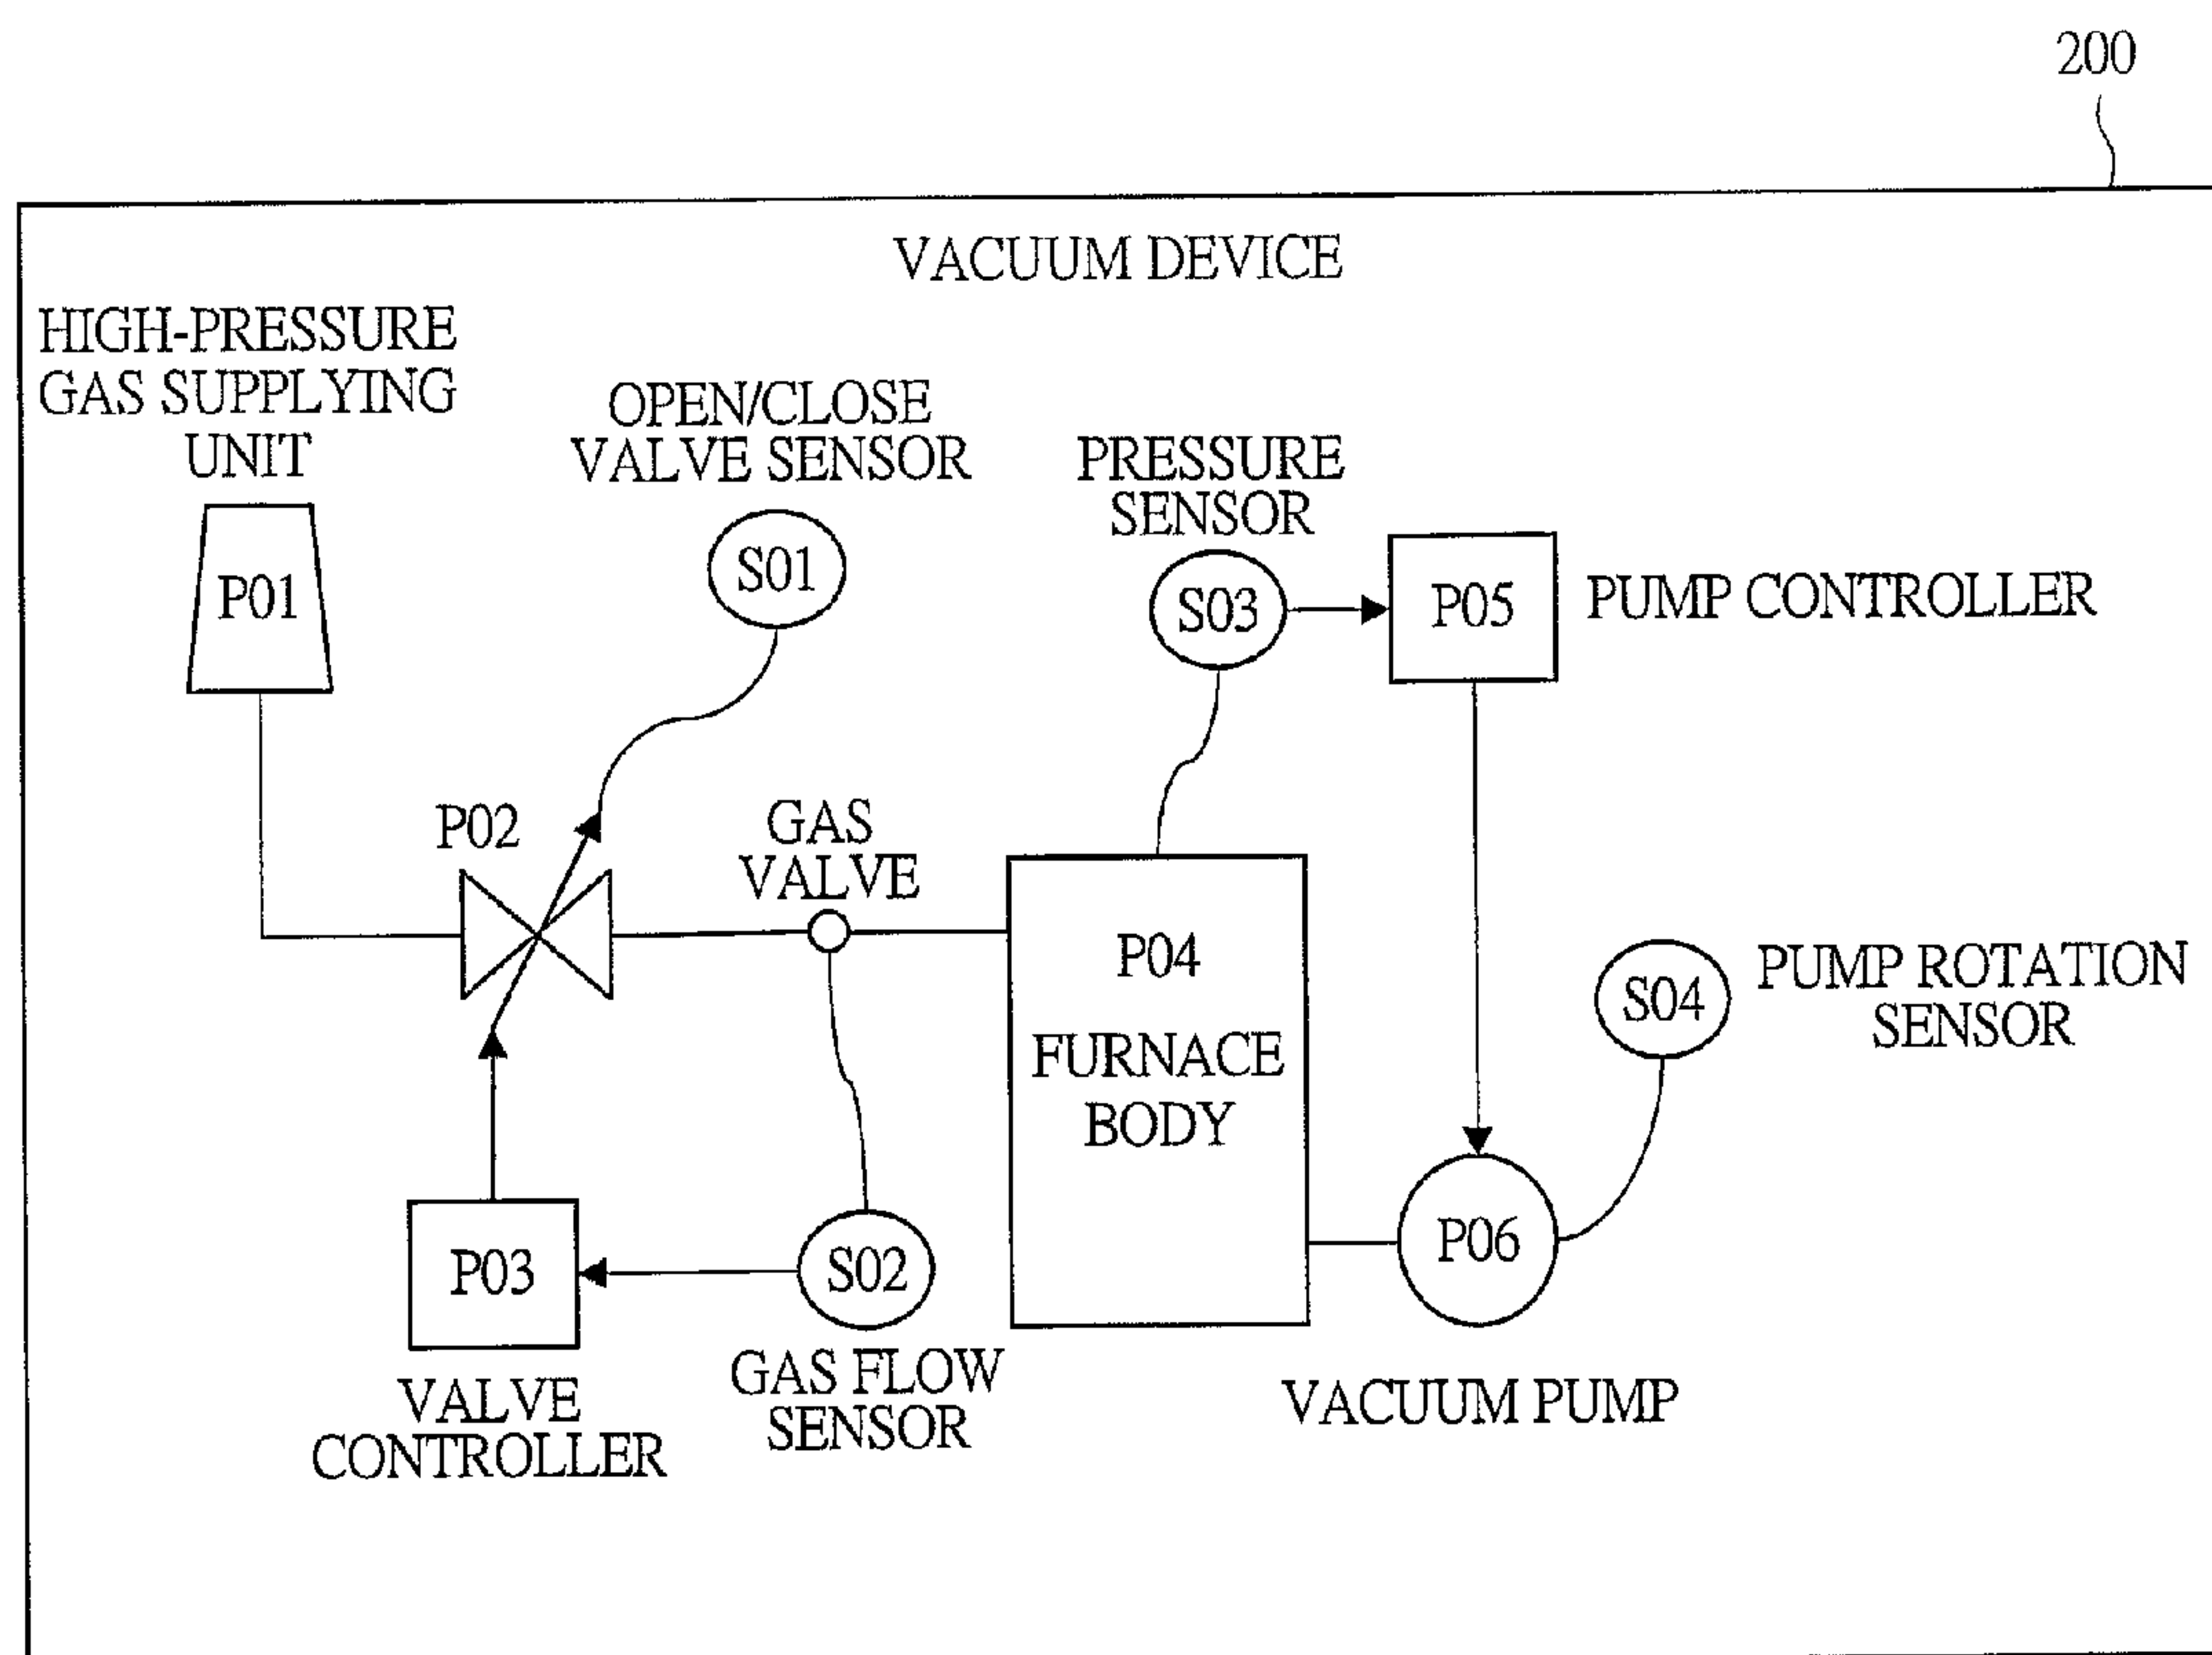 200
VACUUM DEVICE
HIGH-PRESSURE
GAS SUPPLYING
UNIT
P01
OPEN/CLOSE
VALVE SENSOR
S01
PRESSURE
SENSOR
S03
P05
PUMP CONTROLLER
P02
GAS
VALVE
P04
FURNACE
BODY
S04
PUMP ROTATION
SENSOR
P03
VALVE
CONTROLLER
S02
GAS FLOW
SENSOR
P06
VACUUM PUMP